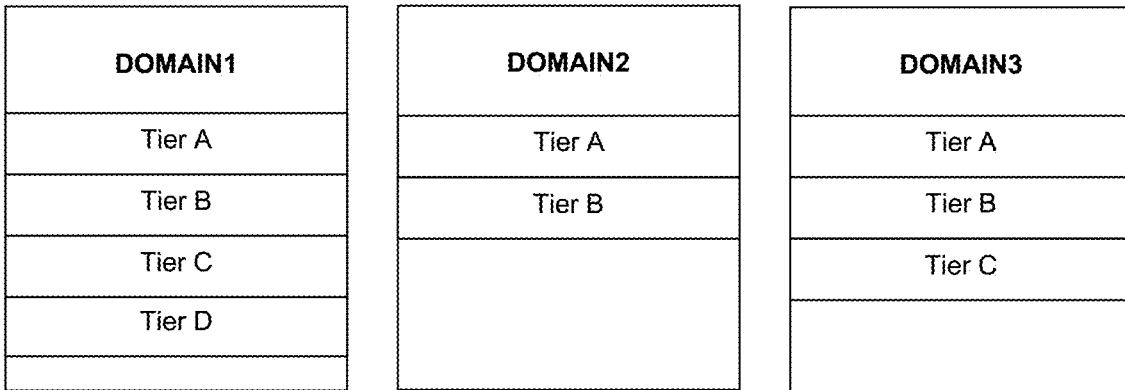 DOMAIN1
Tier A
Tier B
Tier C
Tier D
DOMAIN2
Tier A
Tier B
DOMAIN3
Tier A
Tier B
Tier C